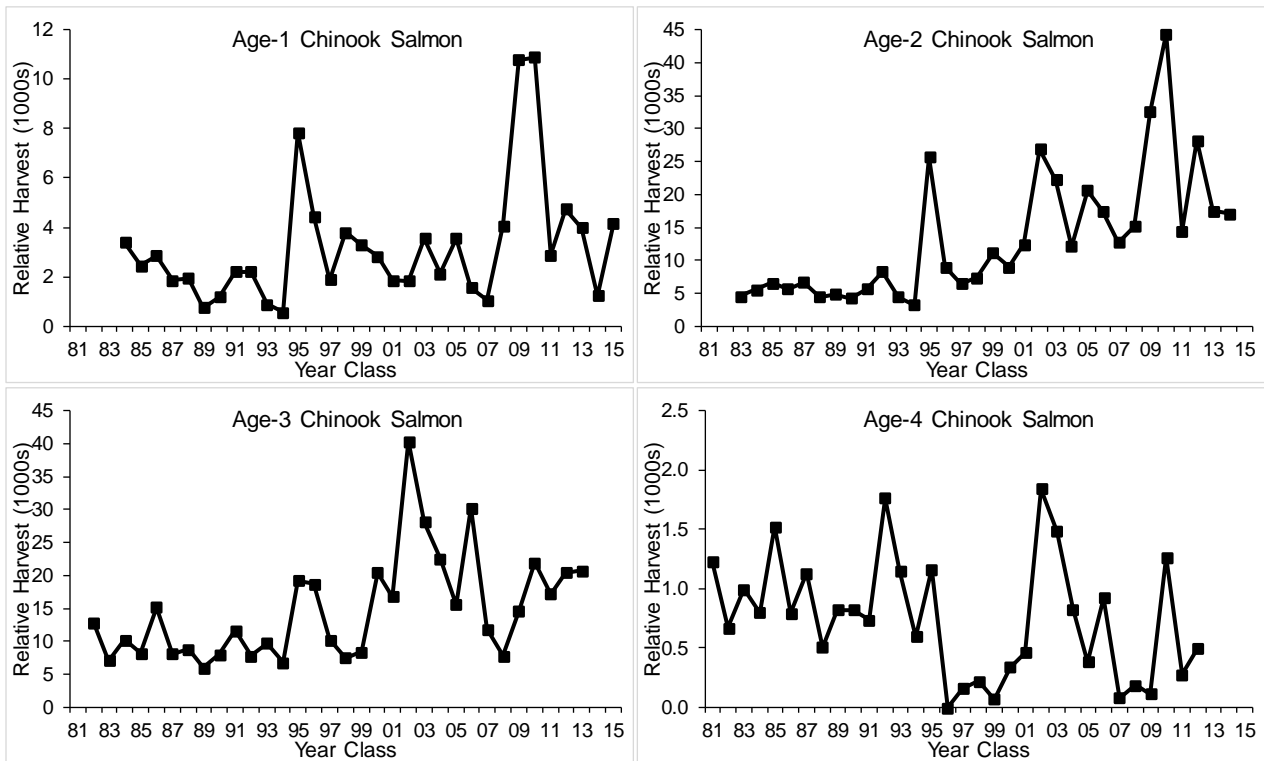 Age-1 Chinook Salmon
Relative Harvest (1000s)
12
10
8
6
4
2
0
81 83 85 87 89 91 93 95 97 99 01 03 05 07 09 11 13 15
Year Class
Age-2 Chinook Salmon
Relative Harvest (1000s)
45
40
35
30
25
20
15
10
5
0
81 83 85 87 89 91 93 95 97 99 01 03 05 07 09 11 13 15
Year Class
Age-3 Chinook Salmon
Relative Harvest (1000s)
45
40
35
30
25
20
15
10
5
0
81 83 85 87 89 91 93 95 97 99 01 03 05 07 09 11 13 15
Year Class
Age-4 Chinook Salmon
Relative Harvest (1000s)
2.5
2.0
1.5
1.0
0.5
0.0
81 83 85 87 89 91 93 95 97 99 01 03 05 07 09 11 13 15
Year Class